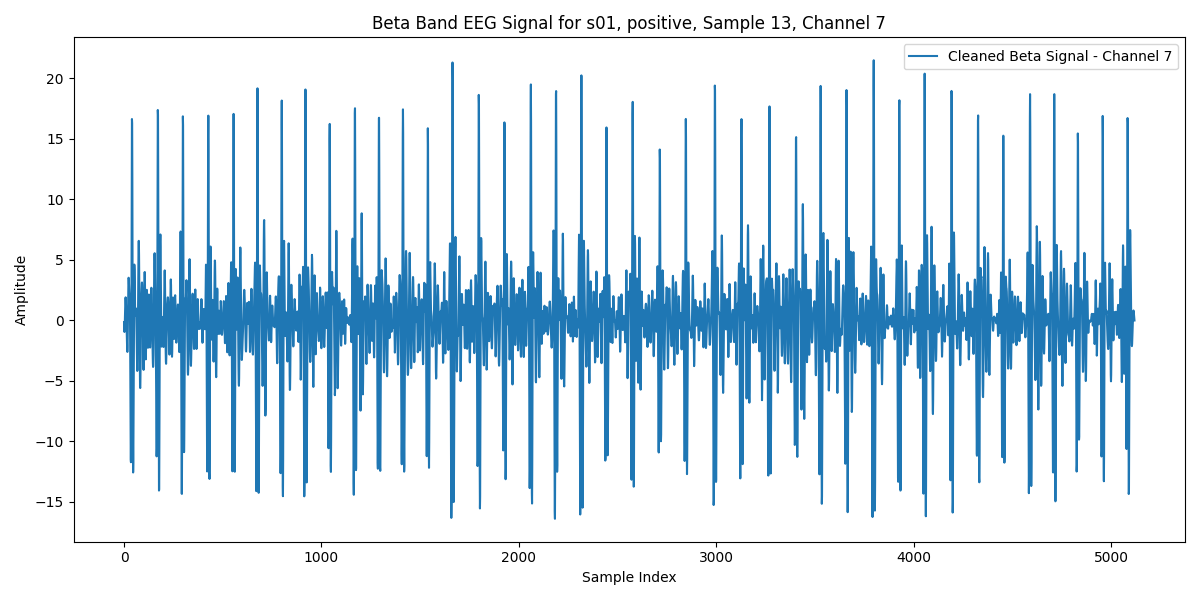 Beta Band EEG Signal for s01, positive, Sample 13, Channel 7
Cleaned Beta Signal - Channel 7
Amplitude
20
15
10
5
0
−5
−10
−15
0 1000 2000 3000 4000 5000
Sample Index